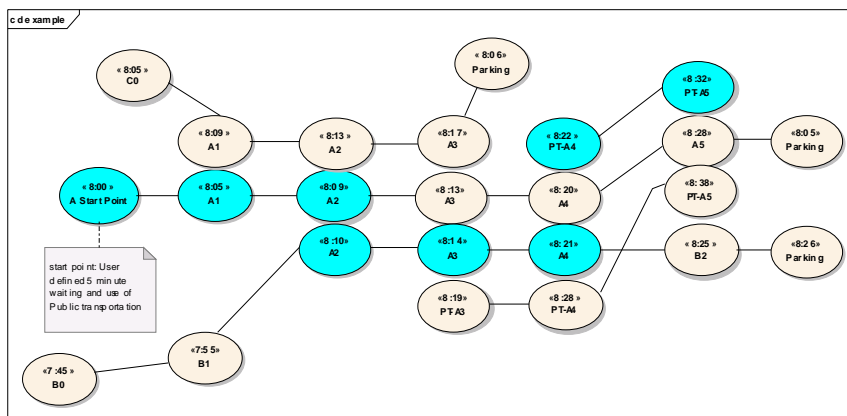 cd example
«8:05»
C0
«8:06»
Parking
«8:32»
PT-A5
«8:09»
A1
«8:13»
A2
«8:17»
A3
«8:22»
PT-A4
«8:28»
A5
«8:05»
Parking
«8:00»
A Start Point
«8:05»
A1
«8:09»
A2
«8:13»
A3
«8:20»
A4
«8:38»
PT-A5
«8:10»
A2
«8:14»
A3
«8:21»
A4
«8:25»
B2
«8:26»
Parking
start point: User
defined 5 minute
waiting and use of
Public transportation
«8:19»
PT-A3
«8:28»
PT-A4
«7:55»
B1
«7:45»
B0